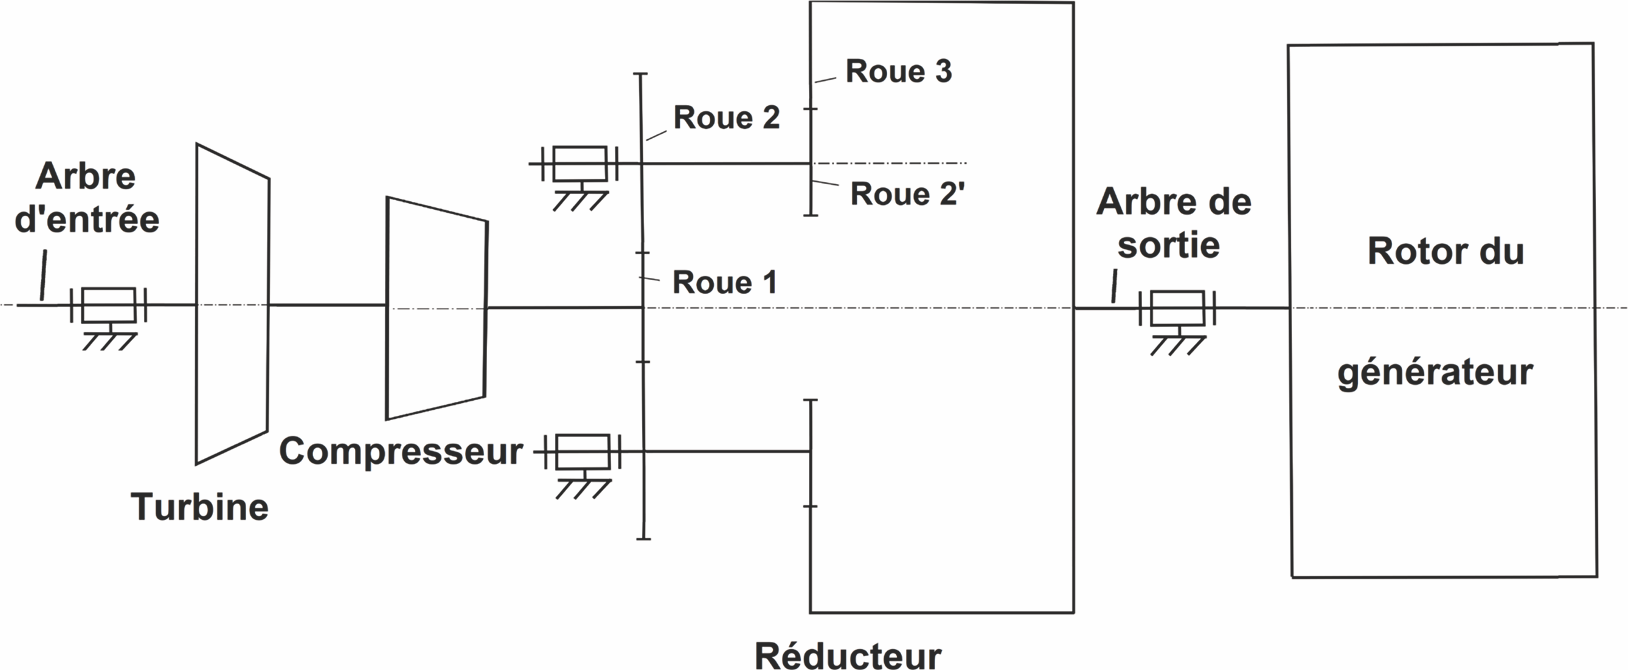 Roue 3
Roue 2
Arbre
d'entrée
Roue 2'
Arbre de
sortie
Rotor du
générateur
Roue 1
Compresseur
Turbine
Réducteur